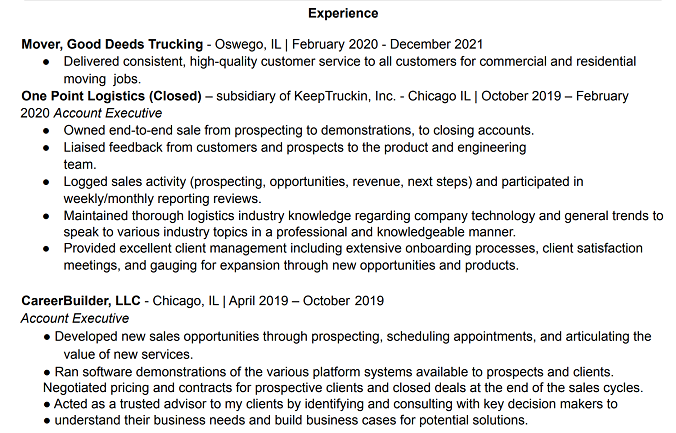 Experience
Mover, Good Deeds Trucking - Oswego, IL | February 2020 - December 2021
● Delivered consistent, high-quality customer service to all customers for commercial and residential
moving jobs.
One Point Logistics (Closed) – subsidiary of KeepTruckin, Inc. - Chicago IL | October 2019 – February
2020 Account Executive
● Owned end-to-end sale from prospecting to demonstrations, to closing accounts.
● Liaised feedback from customers and prospects to the product and engineering
team.
● Logged sales activity (prospecting, opportunities, revenue, next steps) and participated in
weekly/monthly reporting reviews.
● Maintained thorough logistics industry knowledge regarding company technology and general trends to
speak to various industry topics in a professional and knowledgeable manner.
● Provided excellent client management including extensive onboarding processes, client satisfaction
meetings, and gauging for expansion through new opportunities and products.
CareerBuilder, LLC - Chicago, IL | April 2019 – October 2019
Account Executive
● Developed new sales opportunities through prospecting, scheduling appointments, and articulating the
value of new services.
● Ran software demonstrations of the various platform systems available to prospects and clients.
Negotiated pricing and contracts for prospective clients and closed deals at the end of the sales cycles.
● Acted as a trusted advisor to my clients by identifying and consulting with key decision makers to
● understand their business needs and build business cases for potential solutions.